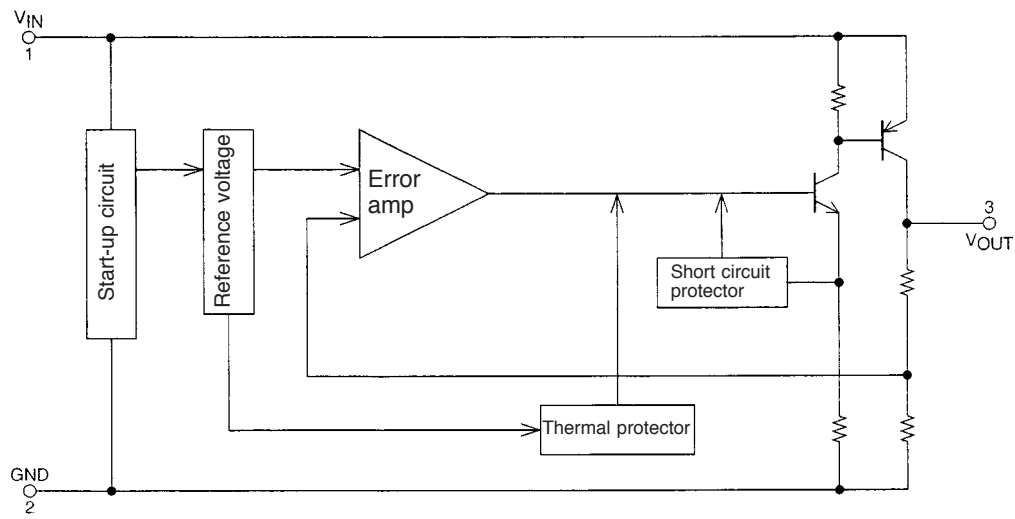 VIN
1
Start-up circuit
Reference voltage
Error
amp
Short circuit
protector
3
VOUT
Thermal protector
GND
2